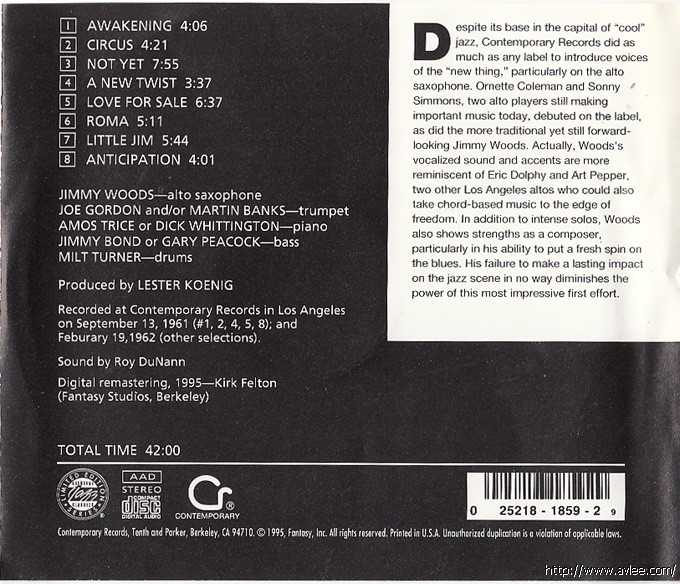 1 AWAKENING 4:06
2 CIRCUS 4:21
3 NOT YET 7:55
4 A NEW TWIST 3:37
5 LOVE FOR SALE 6:37
6 ROMA 5:11
7 LITTLE JIM 5:44
8 ANTICIPATION 4:01
JIMMY WOODS—alto saxophone
JOE GORDON and/or MARTIN BANKS—trumpet
AMOS TRICE or DICK WHITTINGTON—piano
JIMMY BOND or GARY PEACOCK—bass
MILT TURNER—drums
Produced by LESTER KOENIG
Recorded at Contemporary Records in Los Angeles
on September 13, 1961 (#1, 2, 4, 5, 8); and
Feburary 19,1962 (other selections).
Sound by Roy DuNann
Digital remastering, 1995—Kirk Felton
(Fantasy Studios, Berkeley)
TOTAL TIME 42:00
Despite its base in the capital of “cool”
jazz, Contemporary Records did as
much as any label to introduce voices
of the “new thing,” particularly on the alto
saxophone. Ornette Coleman and Sonny
Simmons, two alto players still making
important music today, debuted on the label,
as did the more traditional yet still forward-
looking Jimmy Woods. Actually, Woods's
vocalized sound and accents are more
reminiscent of Eric Dolphy and Art Pepper,
two other Los Angeles altos who could also
take chord-based music to the edge of
freedom. In addition to intense solos, Woods
also shows strengths as a composer,
particularly in his ability to put a fresh spin on
the blues. His failure to make a lasting impact
on the jazz scene in no way diminishes the
power of this most impressive first effort.
LIMITED EDITION
ORIGINAL
Jazz
CLASSICS
SERIES
AAD
STEREO
COMPACT
disc
DIGITAL AUDIO
Cr®
CONTEMPORARY
0 25218 - 1859 - 2 9
Contemporary Records, Tenth and Parker, Berkeley, CA 94710. © 1995, Fantasy, Inc. All rights reserved. Printed in U.S.A. Unauthorized duplication is a violation of applicable laws.
http://www.avlee.com/